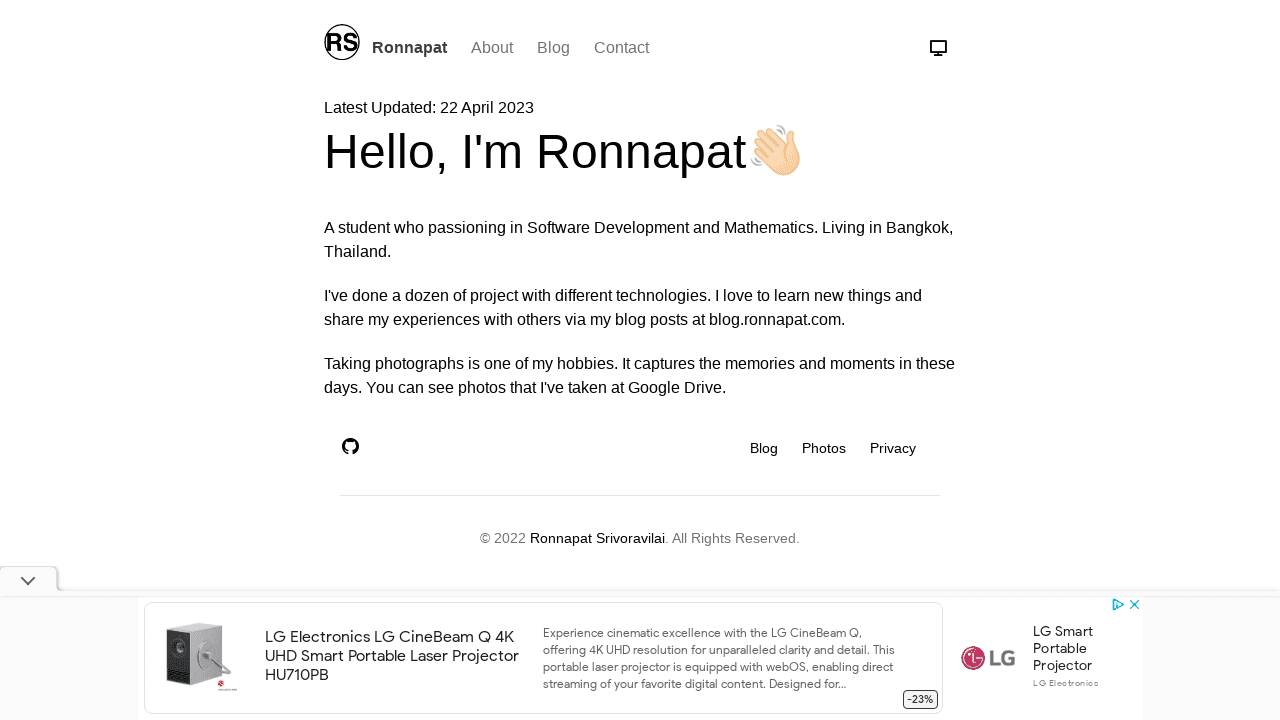 RS Ronnapat About Blog Contact
Latest Updated: 22 April 2023
Hello, I'm Ronnapat👋🏻
A student who passioning in Software Development and Mathematics. Living in Bangkok,
Thailand.
I've done a dozen of project with different technologies. I love to learn new things and
share my experiences with others via my blog posts at blog.ronnapat.com.
Taking photographs is one of my hobbies. It captures the memories and moments in these
days. You can see photos that I've taken at Google Drive.
Blog Photos Privacy
© 2022 Ronnapat Srivoravilai. All Rights Reserved.
LG Electronics LG CineBeam Q 4K
UHD Smart Portable Laser Projector
HU710PB
Experience cinematic excellence with the LG CineBeam Q,
offering 4K UHD resolution for unparalleled clarity and detail. This
portable laser projector is equipped with webOS, enabling direct
streaming of your favorite digital content. Designed for...
-23%
LG
LG Smart
Portable
Projector
LG Electronics